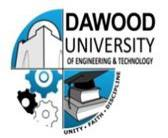 DAWOOD
UNIVERSITY
OF ENGINEERING & TECHNOLOGY
UNITY - FAITH - DISCIPLINE